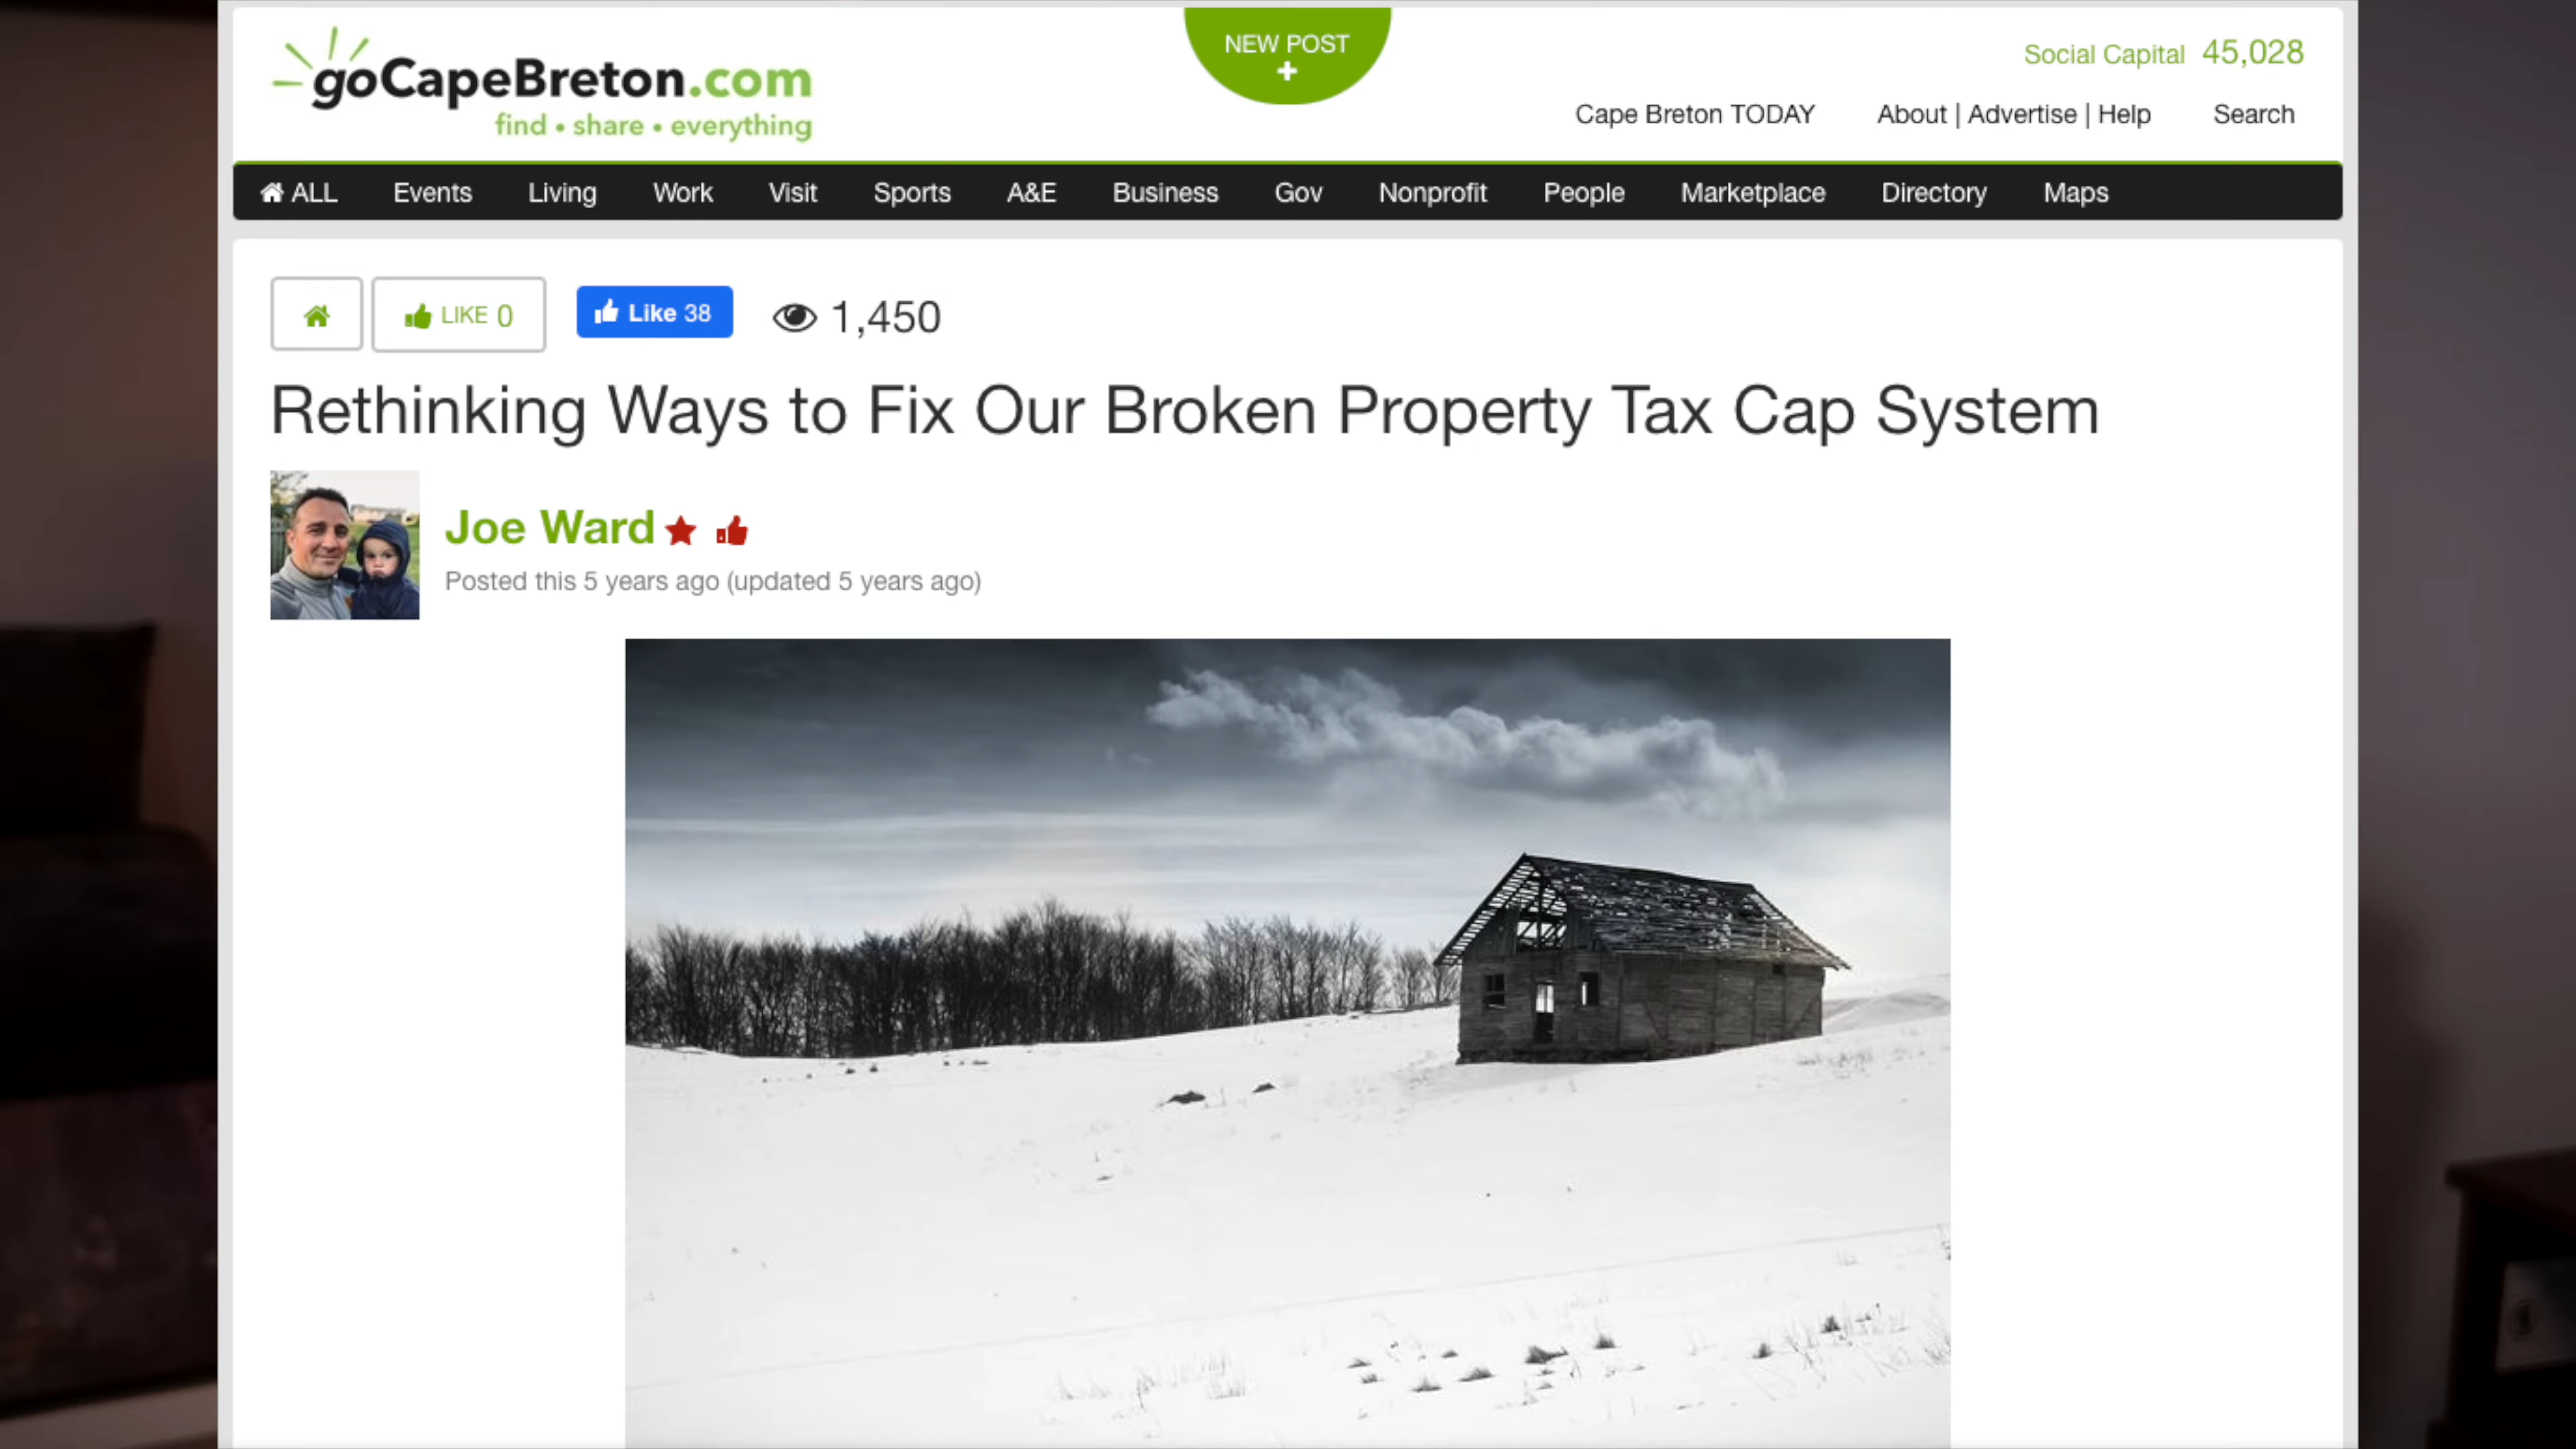 goCapeBreton.com
find • share • everything
NEW POST
+
Social Capital 45,028
Cape Breton TODAY About | Advertise | Help Search
ALL Events Living Work Visit Sports A&E Business Gov Nonprofit People Marketplace Directory Maps
LIKE 0 Like 38 1,450
Rethinking Ways to Fix Our Broken Property Tax Cap System
Joe Ward
Posted this 5 years ago (updated 5 years ago)